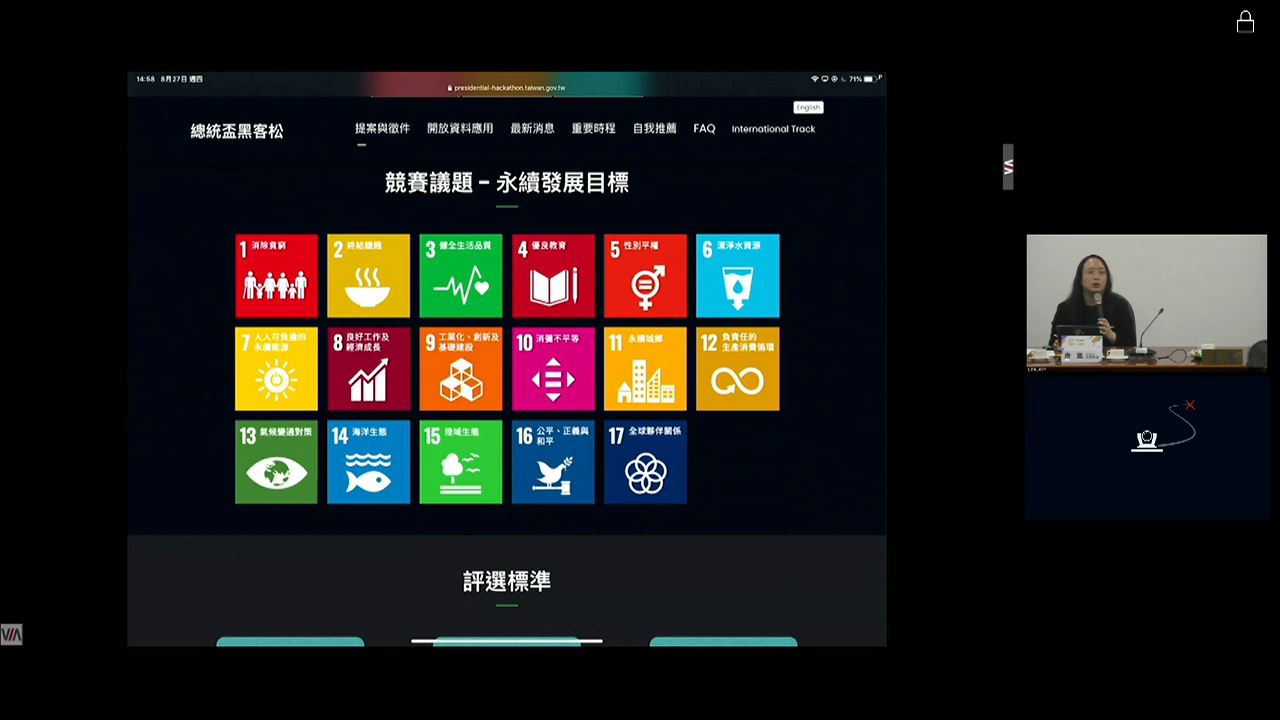 14:58 8月27日 週四
71%
presidential-hackathon.taiwan.gov.tw
English
總統盃黑客松
提案與徵件 開放資料應用 最新消息 重要時程 自我推薦 FAQ International Track
競賽議題 – 永續發展目標
1 消除貧窮
2 終結飢餓
3 健全生活品質
4 優良教育
5 性別平權
6 潔淨水資源
7 人人可負擔的
永續能源
8 良好工作及
經濟成長
9 工業化、創新及
基礎建設
10 消弭不平等
11 永續城鄉
12 負責任的
生產消費循環
13 氣候變遷對策
14 海洋生態
15 陸域生態
16 公平、正義與
和平
17 全球夥伴關係
評選標準
VIA